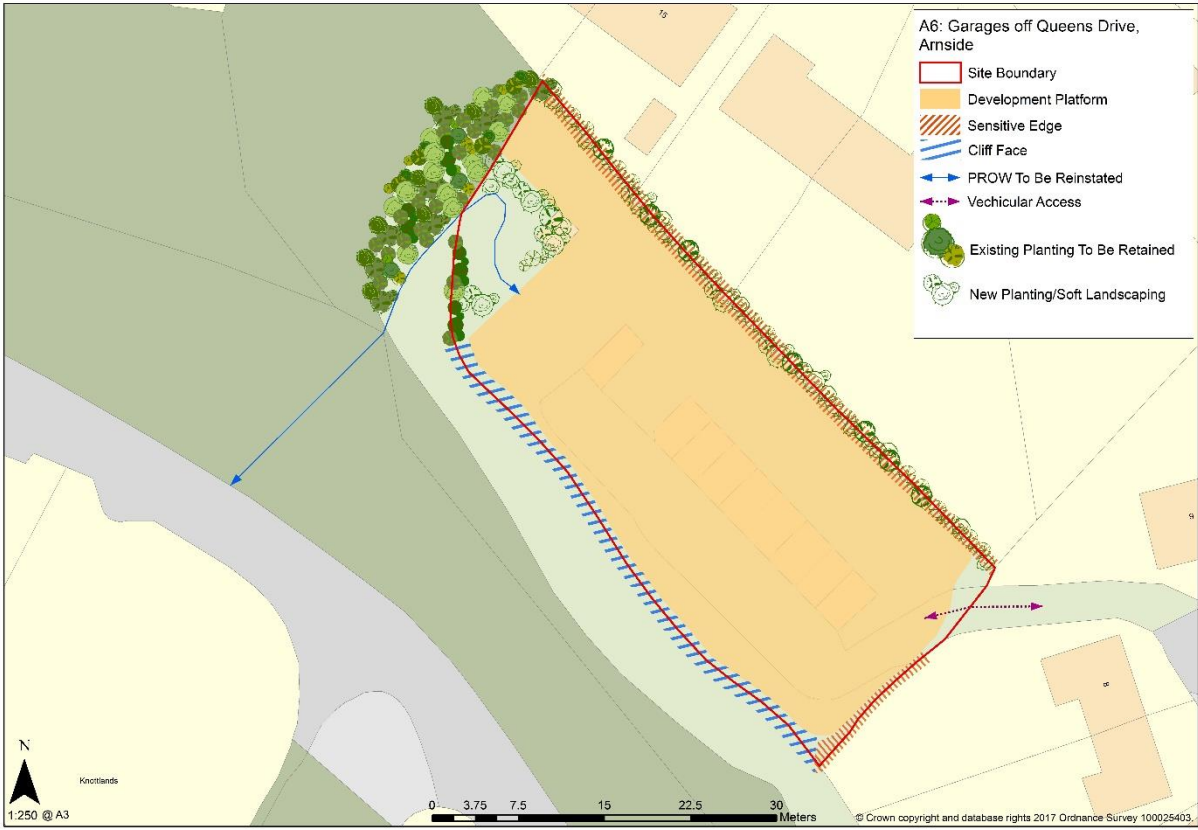 15
A6: Garages off Queens Drive,
Arnside
Site Boundary
Development Platform
Sensitive Edge
Cliff Face
PROW To Be Reinstated
Vechicular Access
Existing Planting To Be Retained
New Planting/Soft Landscaping
9
8
N
Knottlands
1:250 @ A3
0 3.75 7.5 15 22.5 30
Meters
© Crown copyright and database rights 2017 Ordnance Survey 100025403.